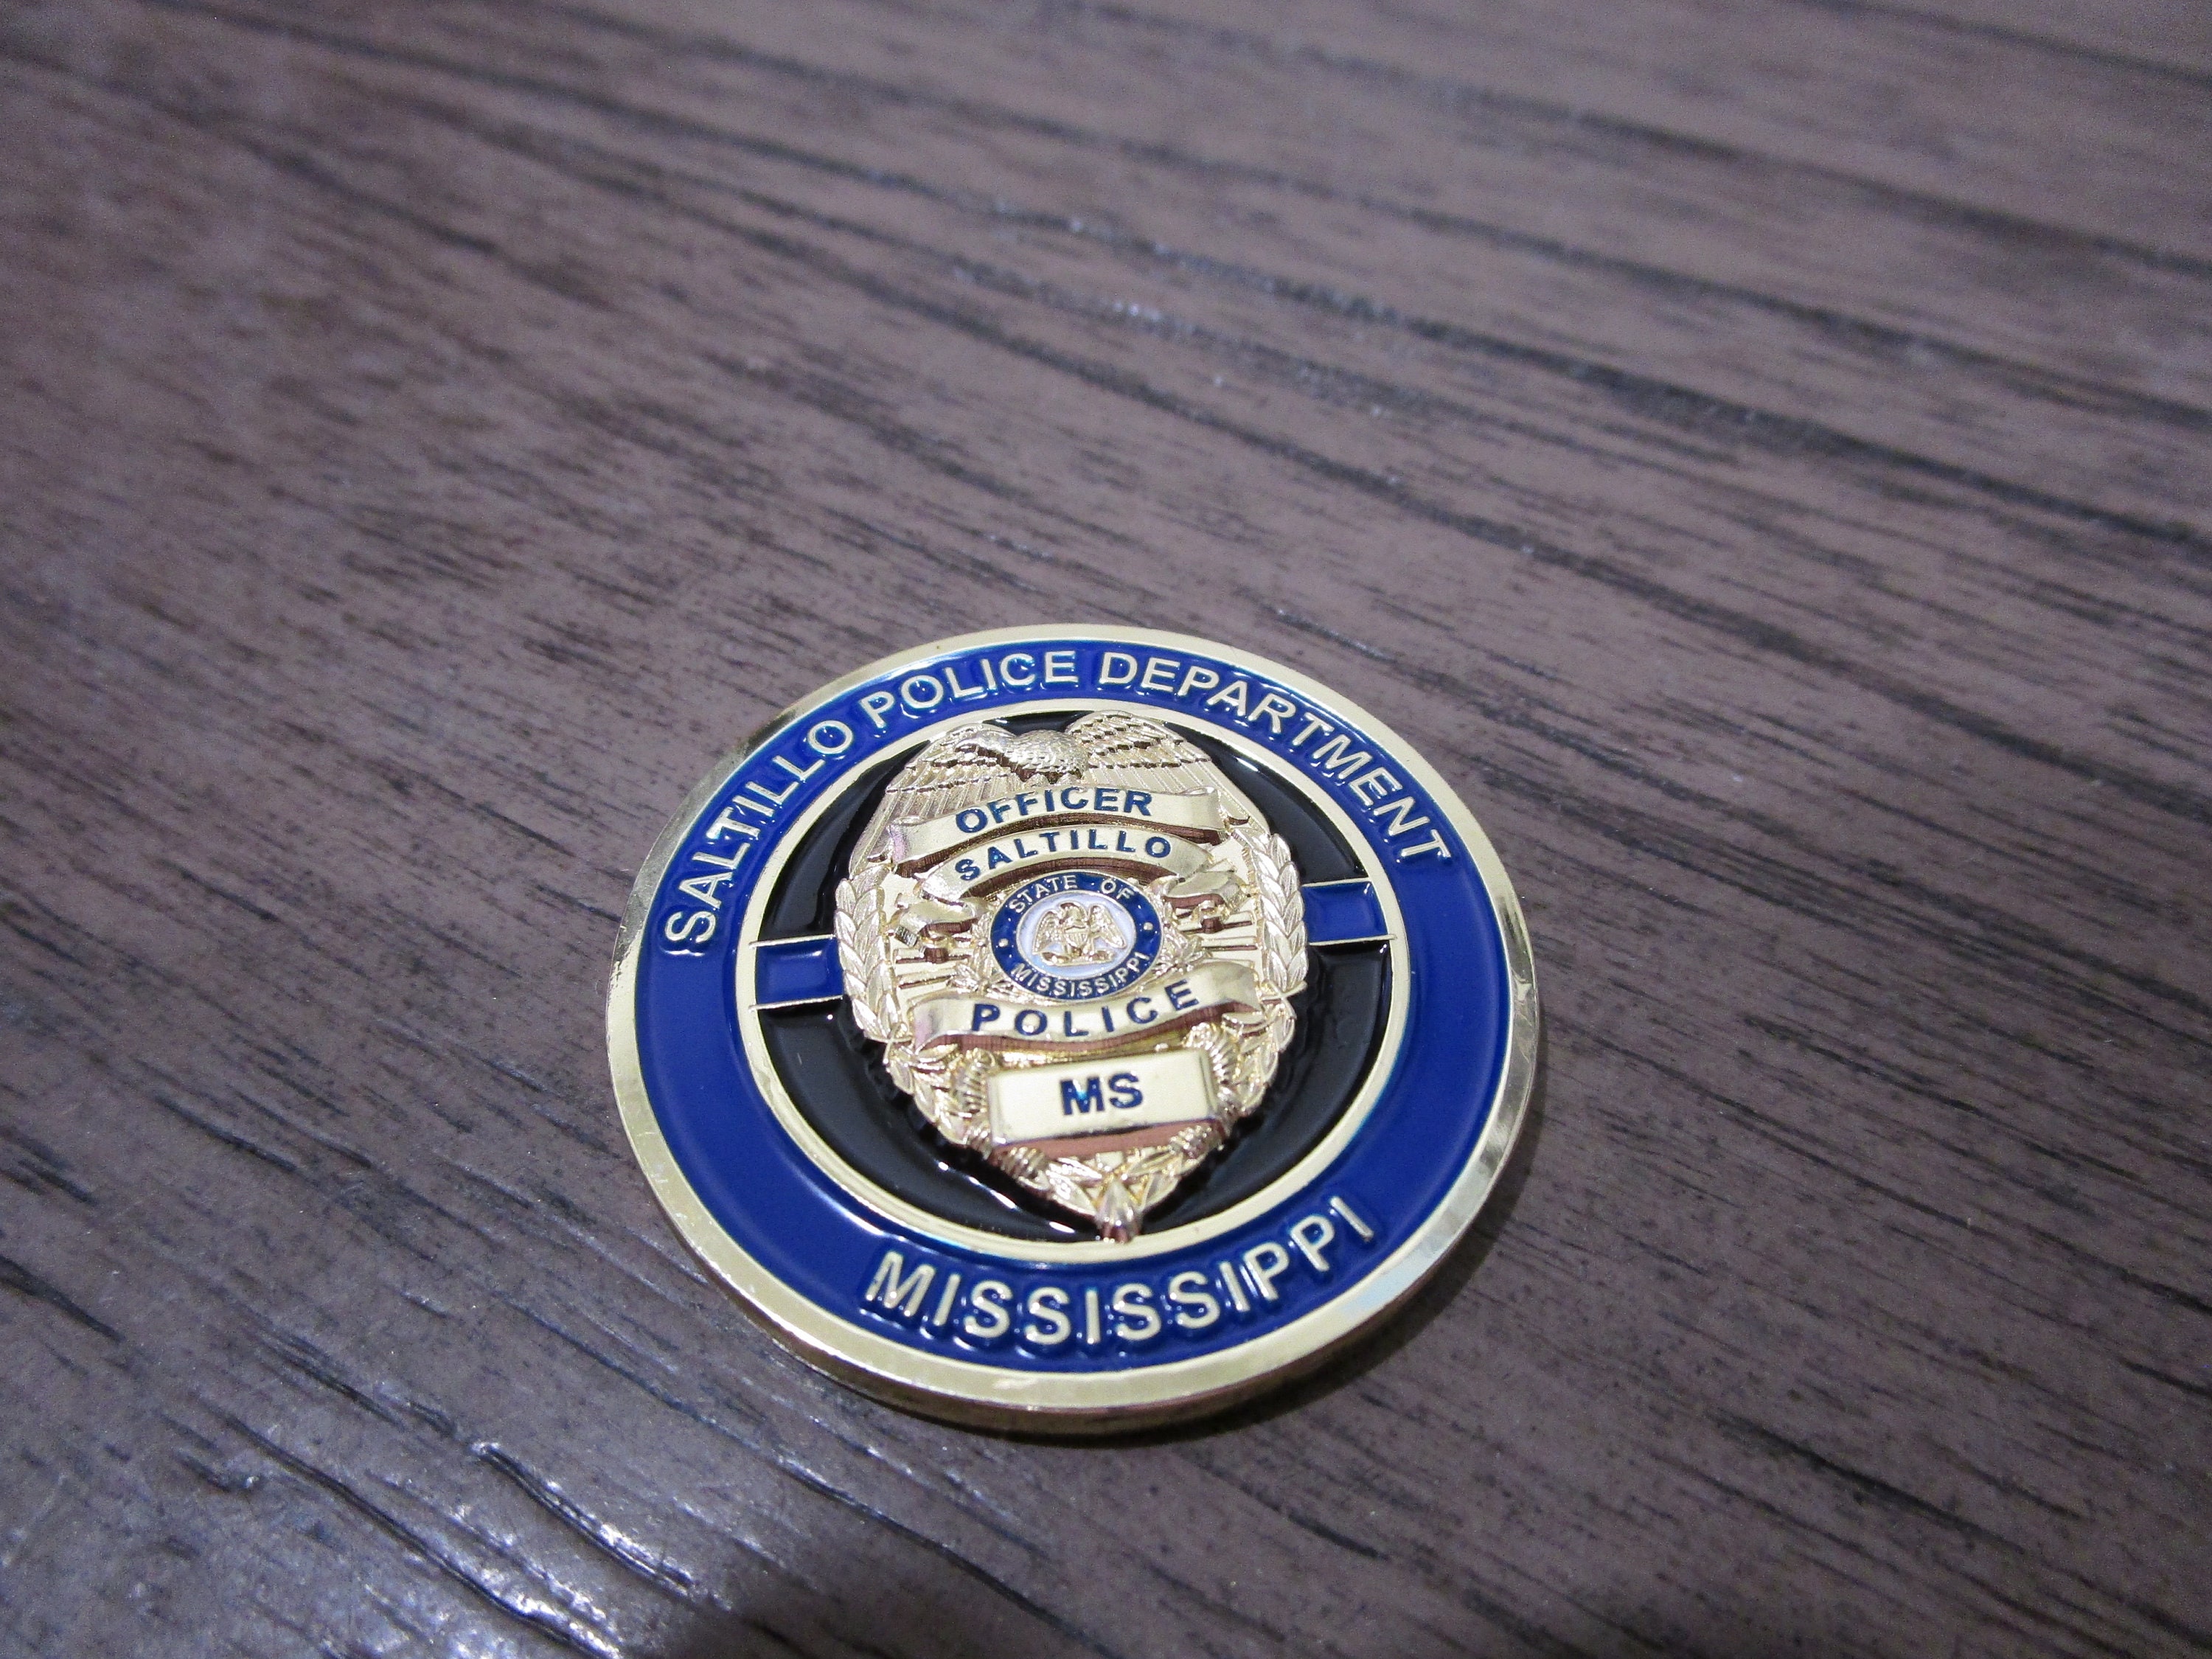 SALTILLO POLICE DEPARTMENT
OFFICER
SALTILLO
STATE OF
MISSISSIPPI
POLICE
MS
MISSISSIPPI